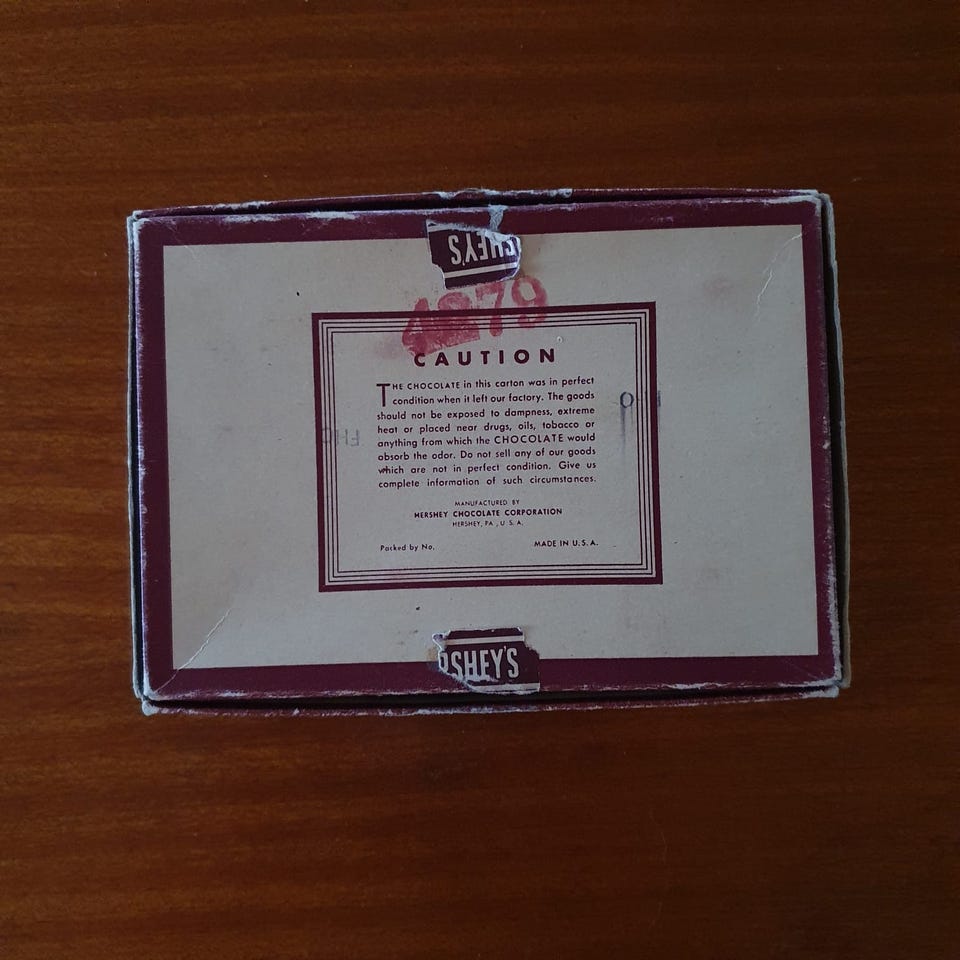 SHEY'S
4879
CAUTION
THE CHOCOLATE in this carton was in perfect
condition when it left our factory. The goods
should not be exposed to dampness, extreme
heat or placed near drugs, oils, tobacco or
anything from which the CHOCOLATE would
absorb the odor. Do not sell any of our goods
which are not in perfect condition. Give us
complete information of such circumstances.
MANUFACTURED BY
HERSHEY CHOCOLATE CORPORATION
HERSHEY, PA., U. S. A.
Packed by No.
MADE IN U. S. A.
RSHEY'S